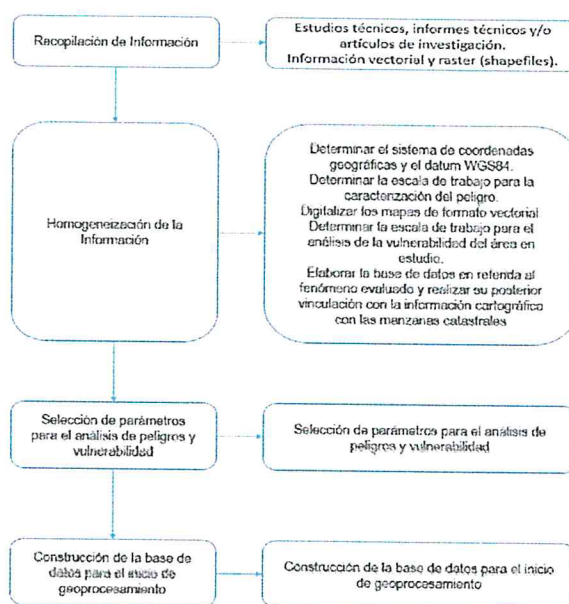 Recopilación de Información
Estudios técnicos, informes técnicos y/o
artículos de investigación.
Información vectorial y raster (shapefiles).
Homogeneización de la
Información
Determinar el sistema de coordenadas
geográficas y el datum WGS84.
Determinar la escala de trabajo para la
caracterización del peligro.
Digitalizar los mapas de formato vectorial
Determinar la escala de trabajo para el
análisis de la vulnerabilidad del área en
estudio.
Elaborar la base de datos en refenda al
fenómeno evaluado y realizar su posterior
vinculación con la información cartográfica
con las manzanas catastrales
Selección de parámetros
para el análisis de peligros y
vulnerabilidad
Selección de parámetros para el análisis de
peligros y vulnerabilidad
Construcción de la base de
datos para el inicio de
geoprocesamiento
Construcción de la base de datos para el inicio
de geoprocesamiento